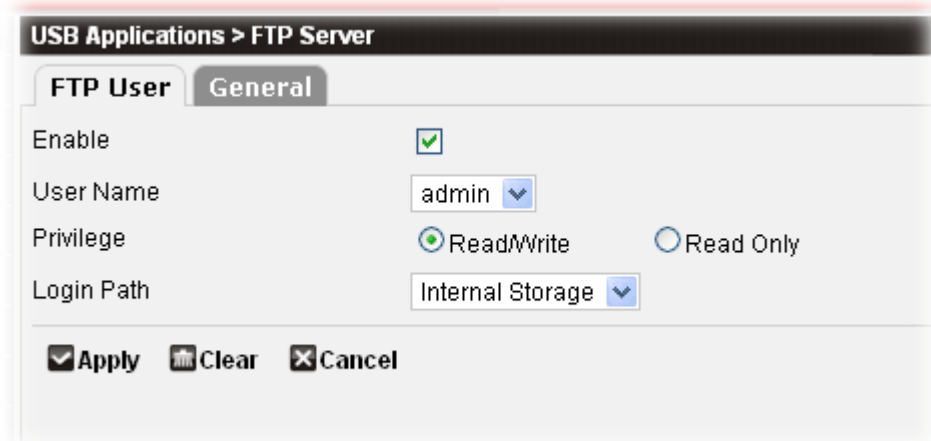 USB Applications > FTP Server
FTP User General
Enable
User Name admin
Privilege Read/Write Read Only
Login Path Internal Storage
Apply Clear Cancel